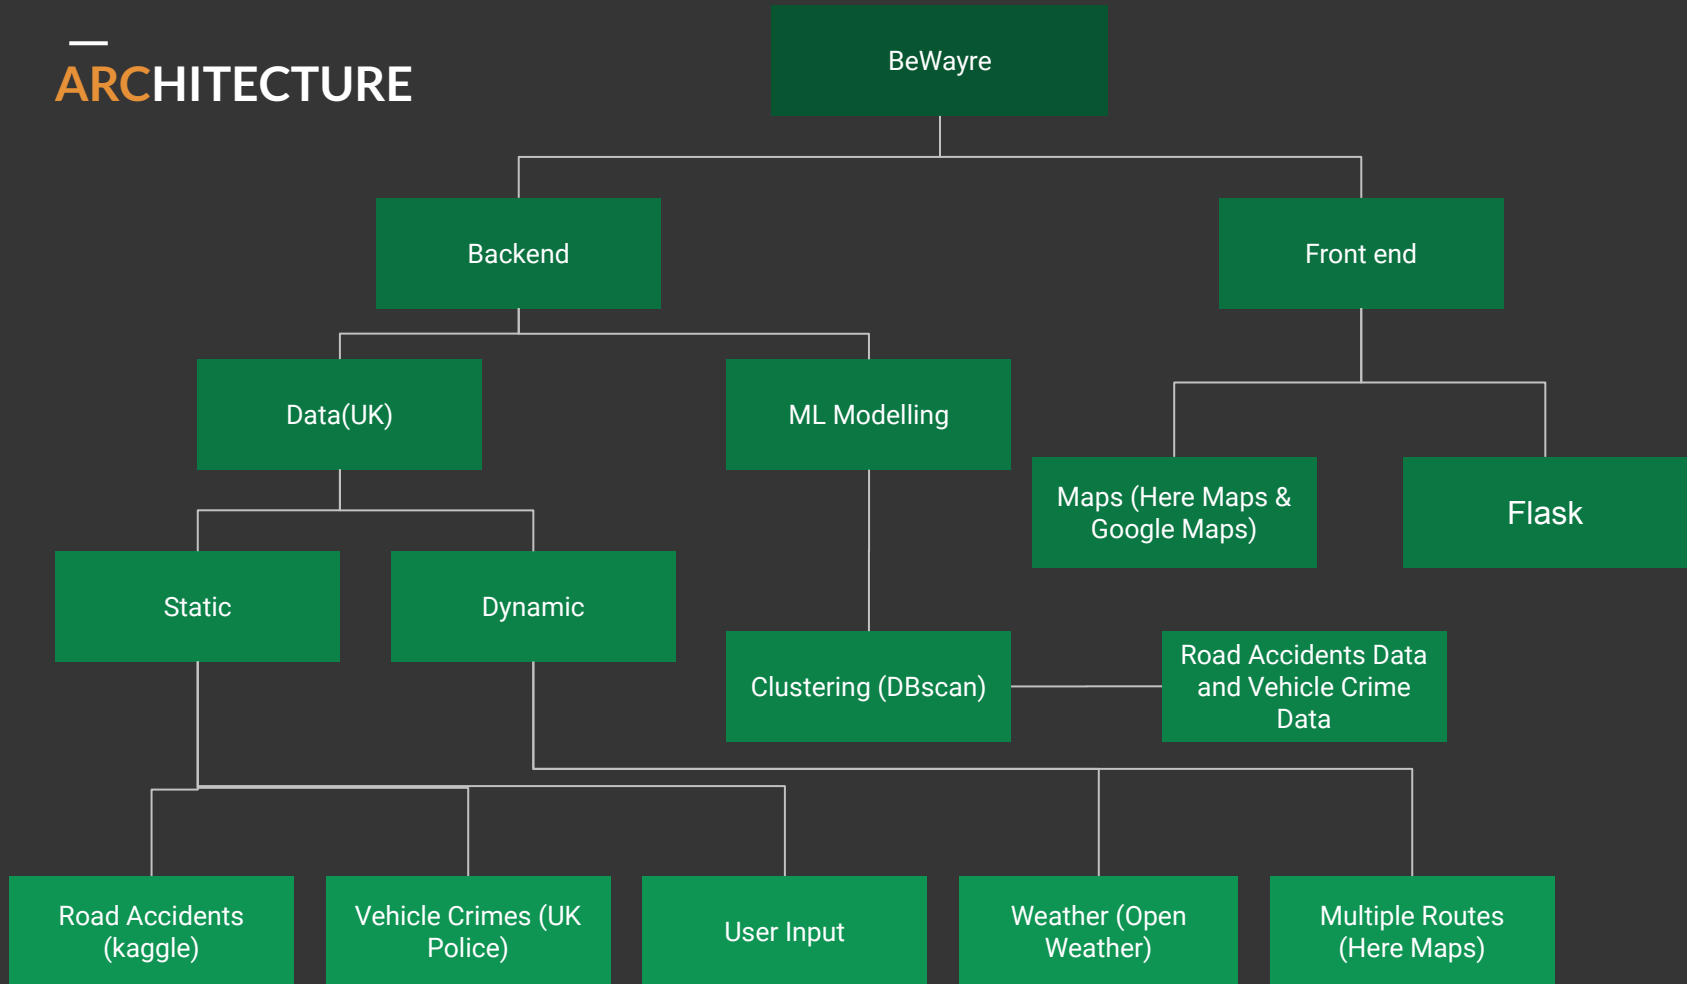 ARCHITECTURE
BeWayre
Backend
Front end
Data(UK)
ML Modelling
Maps (Here Maps &
Google Maps)
Flask
Static
Dynamic
Clustering (DBscan)
Road Accidents Data
and Vehicle Crime
Data
Road Accidents
(kaggle)
Vehicle Crimes (UK
Police)
User Input
Weather (Open
Weather)
Multiple Routes
(Here Maps)